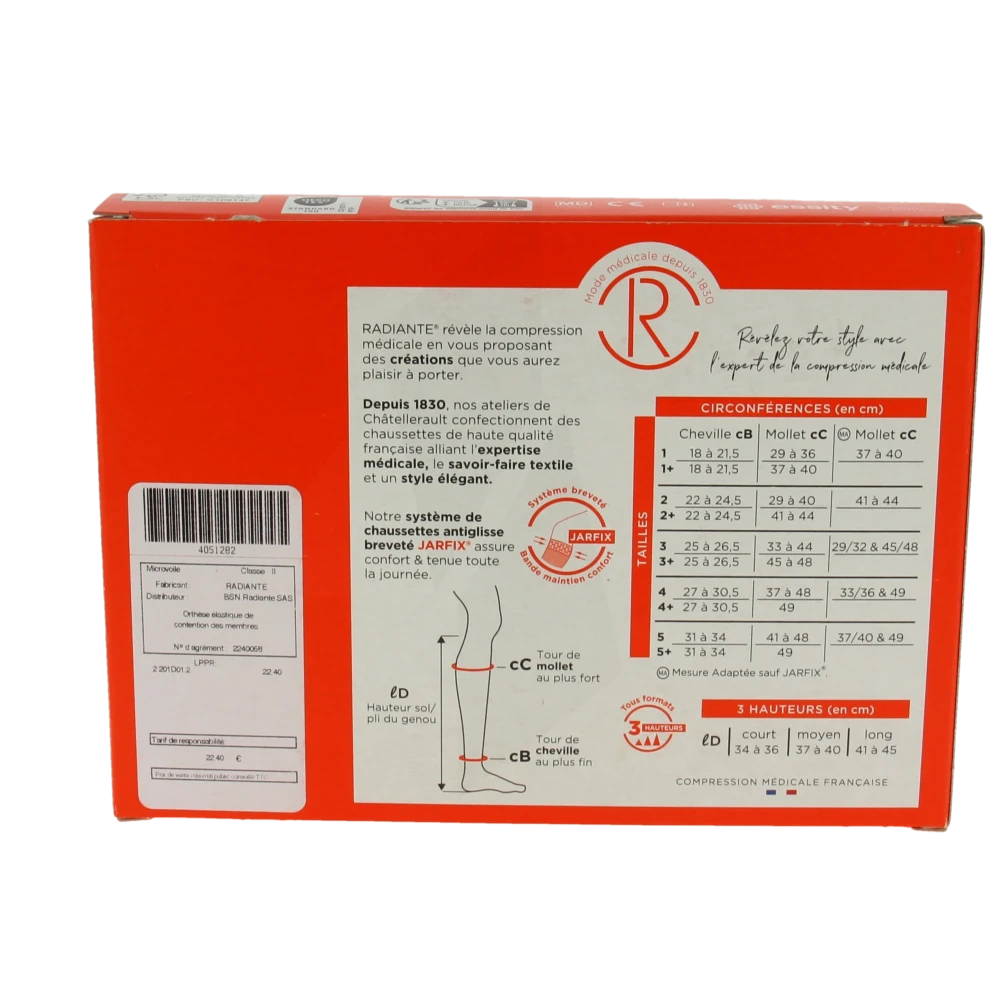 MD CE
essity
Mode médicale depuis 1830
R
RADIANTE® révèle la compression
médicale en vous proposant
des créations que vous aurez
plaisir à porter.
Depuis 1830, nos ateliers de
Châtellerault confectionnent des
chaussettes de haute qualité
française alliant l'expertise
médicale, le savoir-faire textile
et un style élégant.
Notre système de
chaussettes antiglisse
breveté JARFIX® assure
confort & tenue toute
la journée.
Système breveté
JARFIX
Bande maintien confort
Révélez votre style avec
l'expert de la compression médicale
CIRCONFÉRENCES (en cm)
TAILLES
Cheville cB Mollet cC MA Mollet cC
1 18 à 21,5 29 à 36 37 à 40
1+ 18 à 21,5 37 à 40
2 22 à 24,5 29 à 40 41 à 44
2+ 22 à 24,5 41 à 44
3 25 à 26,5 33 à 44 29/32 & 45/48
3+ 25 à 26,5 45 à 48
4 27 à 30,5 37 à 48 33/36 & 49
4+ 27 à 30,5 49
5 31 à 34 41 à 48 37/40 & 49
5+ 31 à 34 49
MA Mesure Adaptée sauf JARFIX®.
cC Tour de
mollet
au plus fort
ℓD
Hauteur sol/
pli du genou
cB Tour de
cheville
au plus fin
Tous formats
3 HAUTEURS
3 HAUTEURS (en cm)
ℓD court moyen long
34 à 36 37 à 40 41 à 45
COMPRESSION MÉDICALE FRANÇAISE
4051282
Microvoile Classe II
Fabricant: RADIANTE
Distributeur BSN Radiante SAS
Orthèse élastique de
contention des membres
N° d agrément: 2240056
LPPR:
2 201D01.2 22.40
Tarif de responsabilité
22.40 €